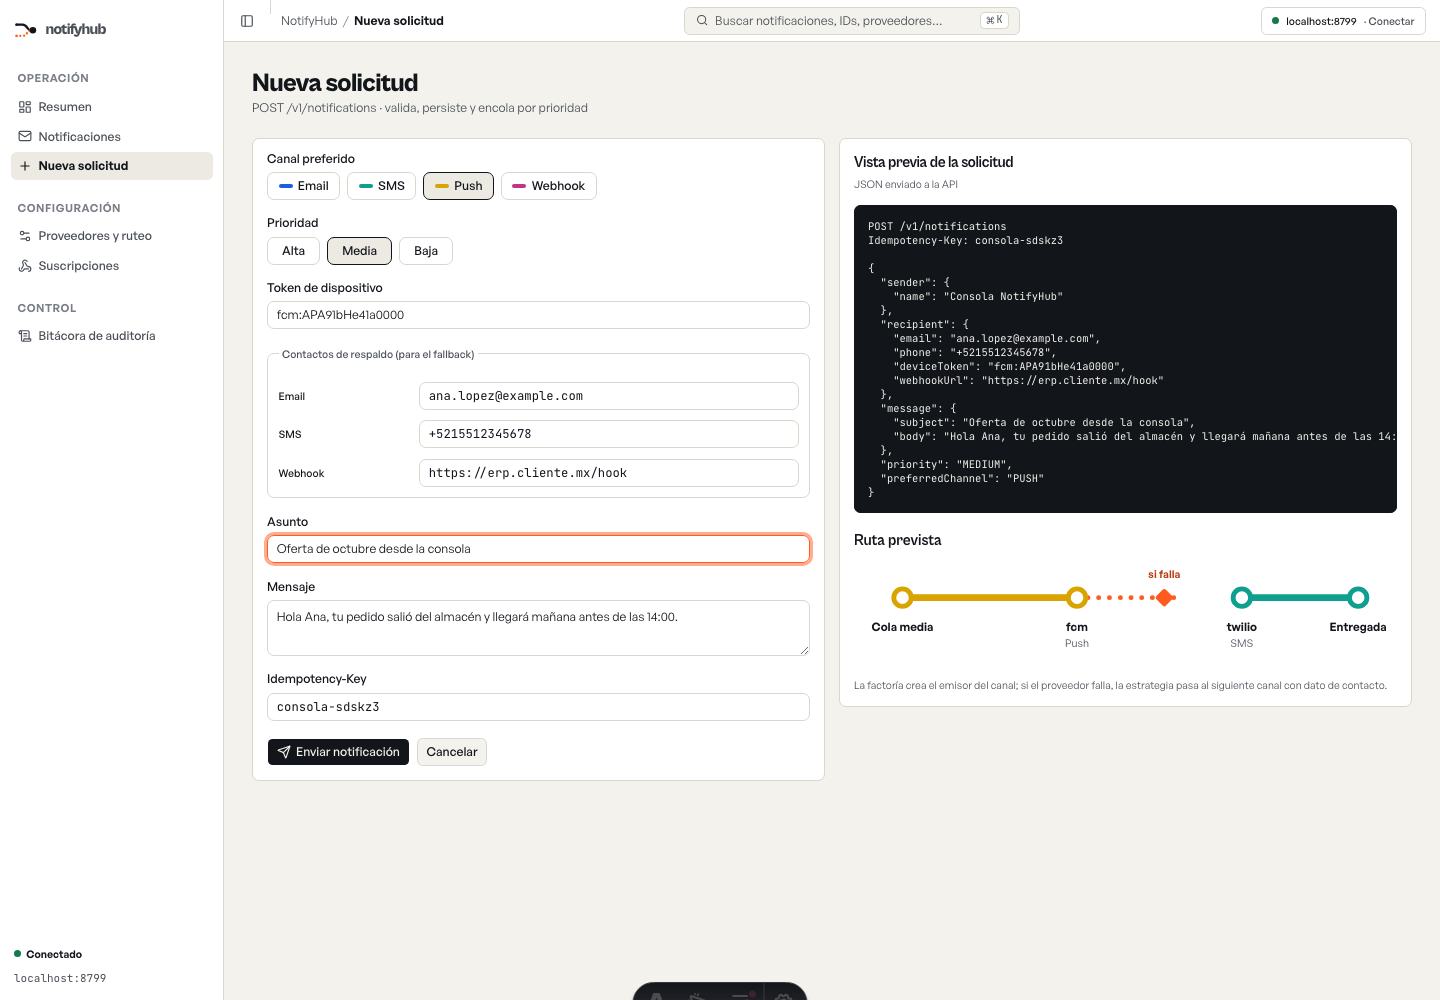 notifyhub
OPERACIÓN
Resumen
Notificaciones
Nueva solicitud
CONFIGURACIÓN
Proveedores y ruteo
Suscripciones
CONTROL
Bitácora de auditoría
Conectado
localhost:8799
NotifyHub / Nueva solicitud
Buscar notificaciones, IDs, proveedores... ⌘ K
localhost:8799 · Conectar
Nueva solicitud
POST /v1/notifications · valida, persiste y encola por prioridad
Canal preferido
Email SMS Push Webhook
Prioridad
Alta Media Baja
Token de dispositivo
fcm:APA91bHe41a0000
Contactos de respaldo (para el fallback)
Email ana.lopez@example.com
SMS +5215512345678
Webhook https://erp.cliente.mx/hook
Asunto
Oferta de octubre desde la consola
Mensaje
Hola Ana, tu pedido salió del almacén y llegará mañana antes de las 14:00.
Idempotency-Key
consola-sdskz3
Enviar notificación Cancelar
Vista previa de la solicitud
JSON enviado a la API
POST /v1/notifications
Idempotency-Key: consola-sdskz3
{
"sender": {
"name": "Consola NotifyHub"
},
"recipient": {
"email": "ana.lopez@example.com",
"phone": "+5215512345678",
"deviceToken": "fcm:APA91bHe41a0000",
"webhookUrl": "https://erp.cliente.mx/hook"
},
"message": {
"subject": "Oferta de octubre desde la consola",
"body": "Hola Ana, tu pedido salió del almacén y llegará mañana antes de las 14:
},
"priority": "MEDIUM",
"preferredChannel": "PUSH"
}
Ruta prevista
si falla
Cola media fcm twilio Entregada
Push SMS
La factoría crea el emisor del canal; si el proveedor falla, la estrategia pasa al siguiente canal con dato de contacto.